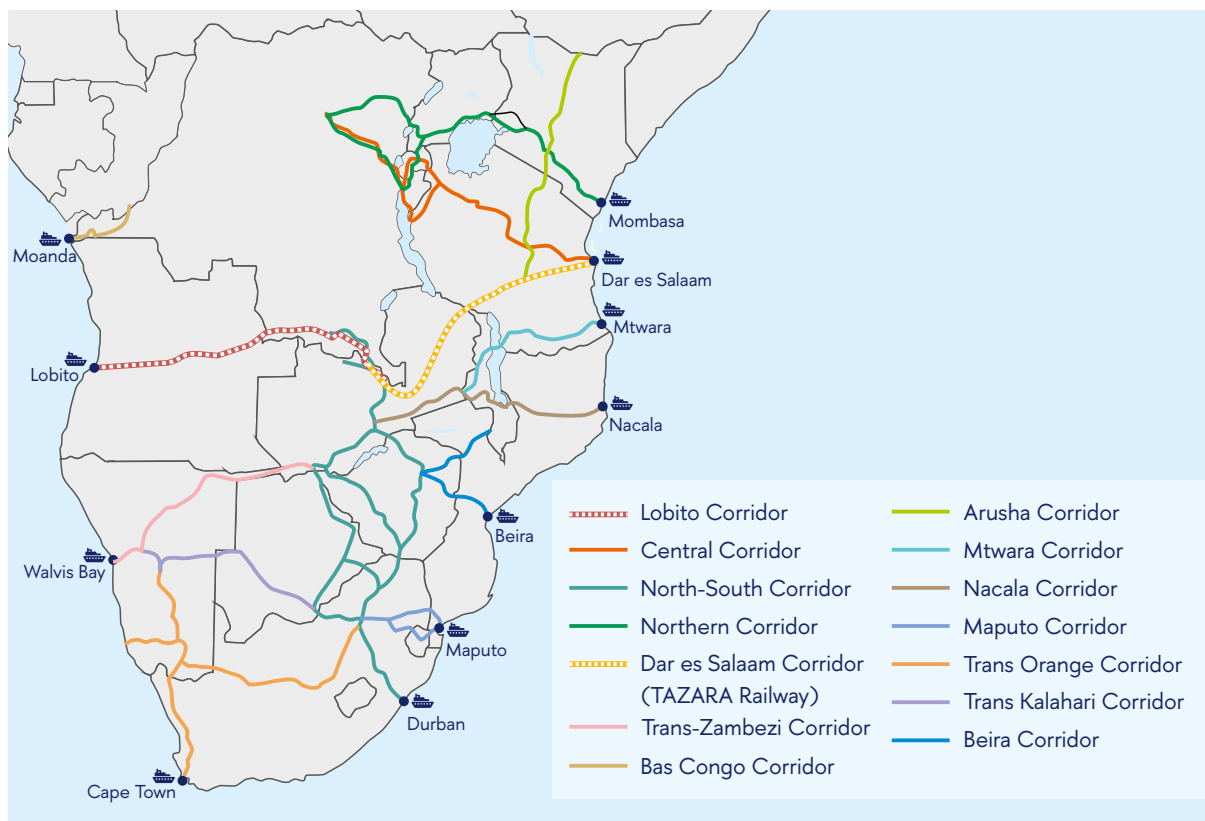 Mombasa
Moanda
Dar es Salaam
Mtwara
Lobito
Nacala
Beira
Walvis Bay
Maputo
Durban
Cape Town
Lobito Corridor
Central Corridor
North-South Corridor
Northern Corridor
Dar es Salaam Corridor
(TAZARA Railway)
Trans-Zambezi Corridor
Bas Congo Corridor
Arusha Corridor
Mtwara Corridor
Nacala Corridor
Maputo Corridor
Trans Orange Corridor
Trans Kalahari Corridor
Beira Corridor